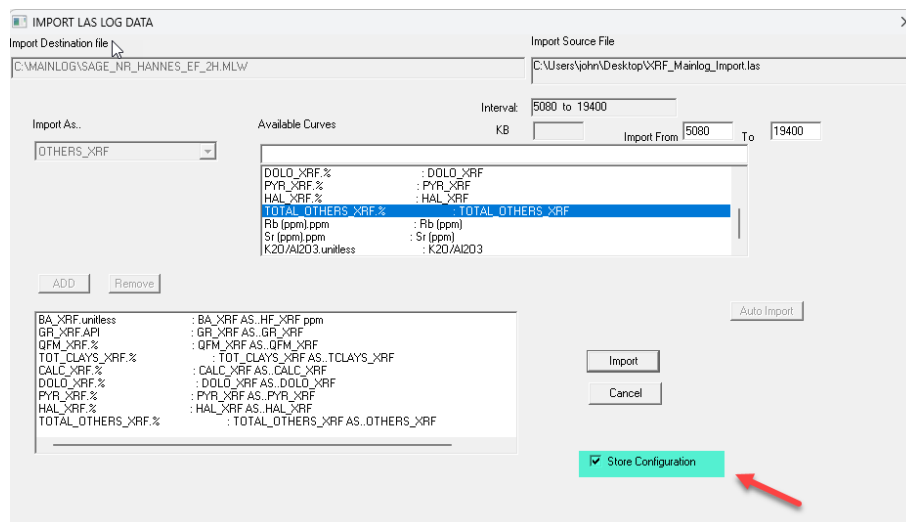 IMPORT LAS LOG DATA
Import Destination file
Import Source File
C:\MAINLOG\SAGE_NR_HANNES_EF_2H.MLW
C:\Users\john\Desktop\XRF_Mainlog_Import.las
Interval: 5080 to 19400
Import As..
Available Curves
KB
Import From 5080 To 19400
OTHERS_XRF
DOLO_XRF.% : DOLO_XRF
PYR_XRF.% : PYR_XRF
HAL_XRF.% : HAL_XRF
TOTAL_OTHERS_XRF.% : TOTAL_OTHERS_XRF
Rb (ppm).ppm : Rb (ppm)
Sr (ppm).ppm : Sr (ppm)
K2O/Al2O3.unitless : K2O/Al2O3
ADD Remove
Auto Import
BA_XRF.unitless : BA_XRF AS..HF_XRF ppm
GR_XRF.API : GR_XRF AS..GR_XRF
QFM_XRF.% : QFM_XRF AS..QFM_XRF
TOT_CLAYS_XRF.% : TOT_CLAYS_XRF AS..TCLAYS_XRF
CALC_XRF.% : CALC_XRF AS..CALC_XRF
DOLO_XRF.% : DOLO_XRF AS..DOLO_XRF
PYR_XRF.% : PYR_XRF AS..PYR_XRF
HAL_XRF.% : HAL_XRF AS..HAL_XRF
TOTAL_OTHERS_XRF.% : TOTAL_OTHERS_XRF AS..OTHERS_XRF
Import
Cancel
Store Configuration